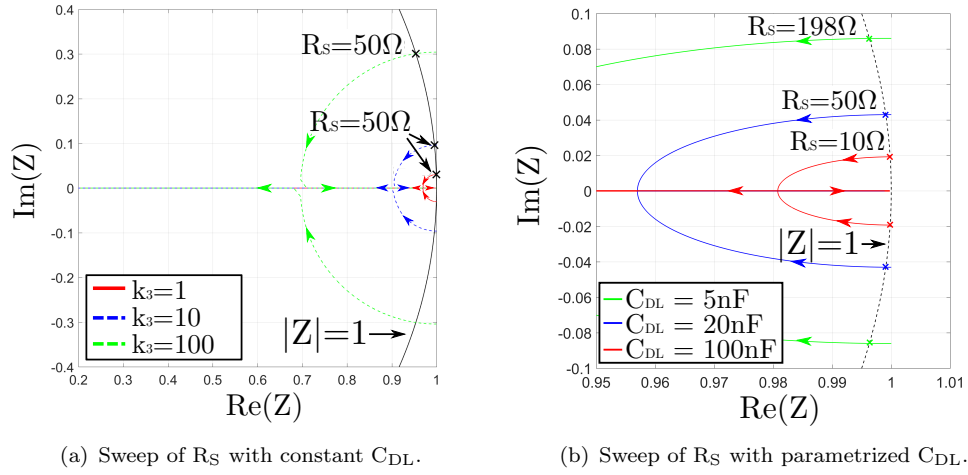 0.4
0.3
0.2
0.1
0
-0.1
-0.2
-0.3
-0.4
Im(Z)
0.2
0.3
0.4
0.5
0.6
0.7
0.8
0.9
1
Re(Z)
Rs=50Ω
Rs=50Ω
|Z|=1
k₃=1
k₃=10
k₃=100
(a) Sweep of RS with constant CDL.
0.1
0.08
0.06
0.04
0.02
0
-0.02
-0.04
-0.06
-0.08
-0.1
Im(Z)
0.95
0.96
0.97
0.98
0.99
1
1.01
Re(Z)
Rs=198Ω
Rs=50Ω
Rs=10Ω
|Z|=1
CDL = 5nF
CDL = 20nF
CDL = 100nF
(b) Sweep of RS with parametrized CDL.